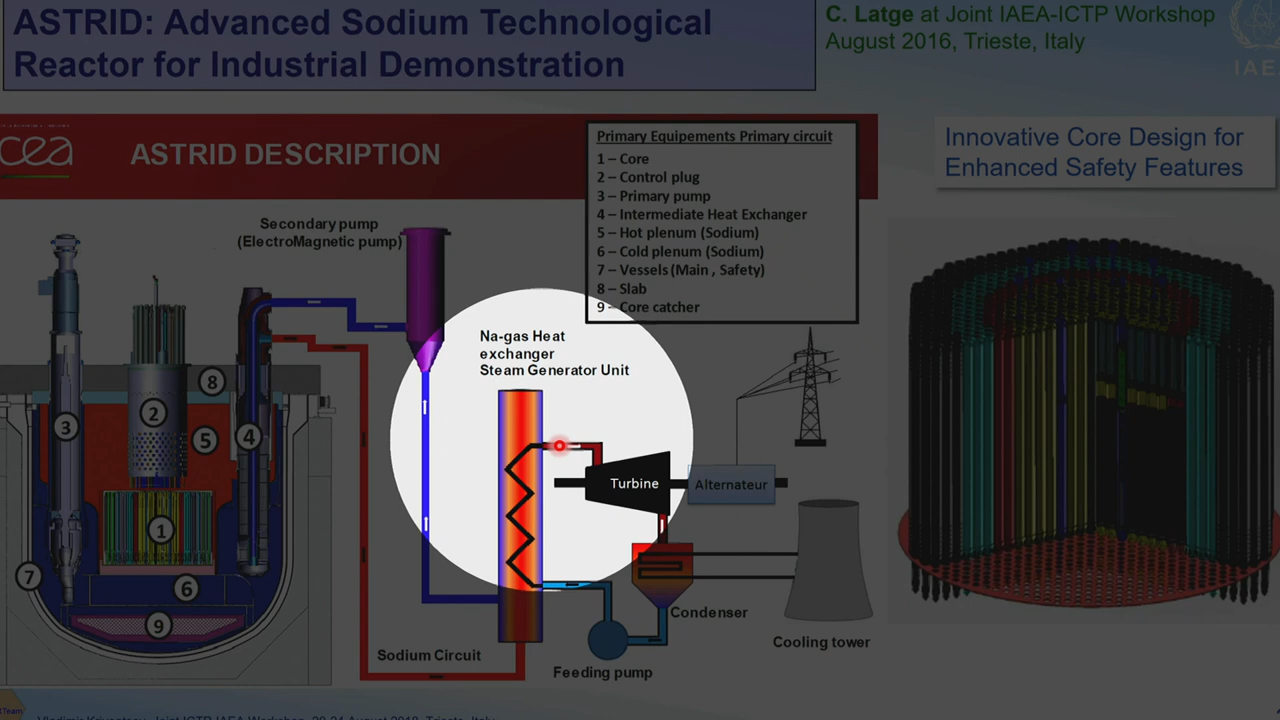 ASTRID: Advanced Sodium Technological
Reactor for Industrial Demonstration
C. Latge at Joint IAEA-ICTP Workshop
August 2016, Trieste, Italy
IAE
cea
ASTRID DESCRIPTION
Primary Equipements Primary circuit
1 – Core
2 – Control plug
3 – Primary pump
4 – Intermediate Heat Exchanger
5 – Hot plenum (Sodium)
6 – Cold plenum (Sodium)
7 – Vessels (Main , Safety)
8 – Slab
9 – Core catcher
Innovative Core Design for
Enhanced Safety Features
Secondary pump
(ElectroMagnetic pump)
Na-gas Heat
exchanger
Steam Generator Unit
8
2
3
5
4
1
7
6
9
Turbine
Alternateur
Condenser
Cooling tower
Sodium Circuit
Feeding pump
Team